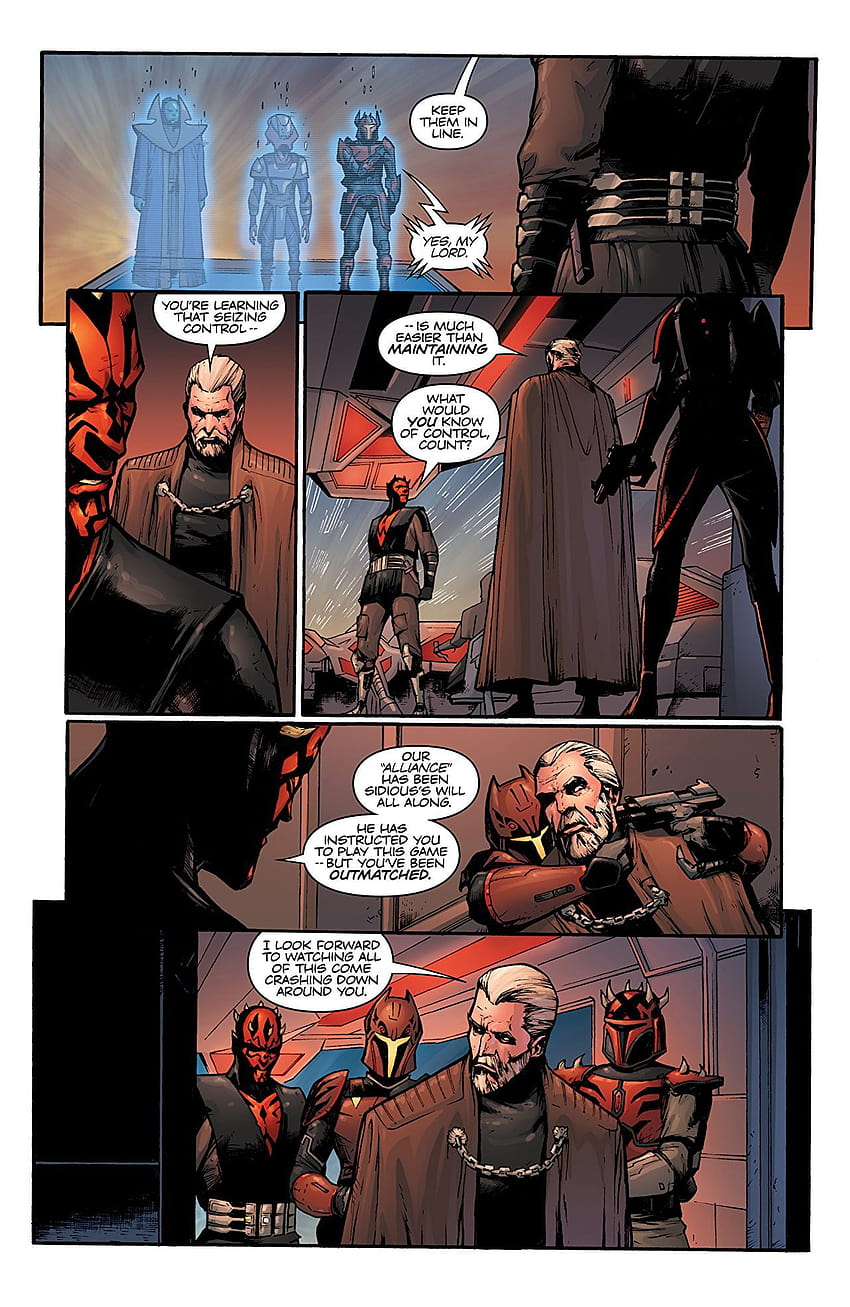 KEEP
THEM IN
LINE.
YES, MY
LORD.
YOU'RE LEARNING
THAT SEIZING
CONTROL --
-- IS MUCH
EASIER THAN
MAINTAINING
IT.
WHAT
WOULD
YOU KNOW
OF CONTROL,
COUNT?
OUR
"ALLIANCE"
HAS BEEN
SIDIOUS'S WILL
ALL ALONG.
HE HAS
INSTRUCTED YOU
TO PLAY THIS GAME
-- BUT YOU'VE BEEN
OUTMATCHED.
I LOOK FORWARD
TO WATCHING ALL
OF THIS COME
CRASHING DOWN
AROUND YOU.